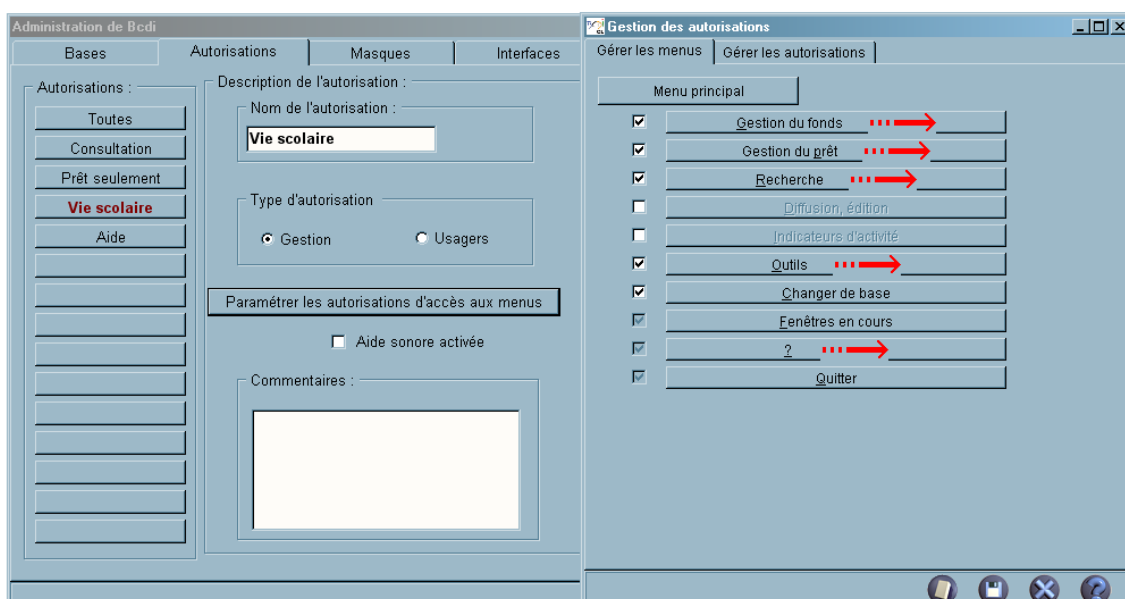 Administration de Bcdi
Bases
Autorisations
Masques
Interfaces
Autorisations :
Toutes
Consultation
Prêt seulement
Vie scolaire
Aide
Description de l'autorisation :
Nom de l'autorisation :
Vie scolaire
Type d'autorisation
Gestion
Usagers
Paramétrer les autorisations d'accès aux menus
Aide sonore activée
Commentaires :
Gestion des autorisations
Gérer les menus
Gérer les autorisations
Menu principal
Gestion du fonds
Gestion du prêt
Recherche
Diffusion, édition
Indicateurs d'activité
Outils
Changer de base
Fenêtres en cours
?
Quitter